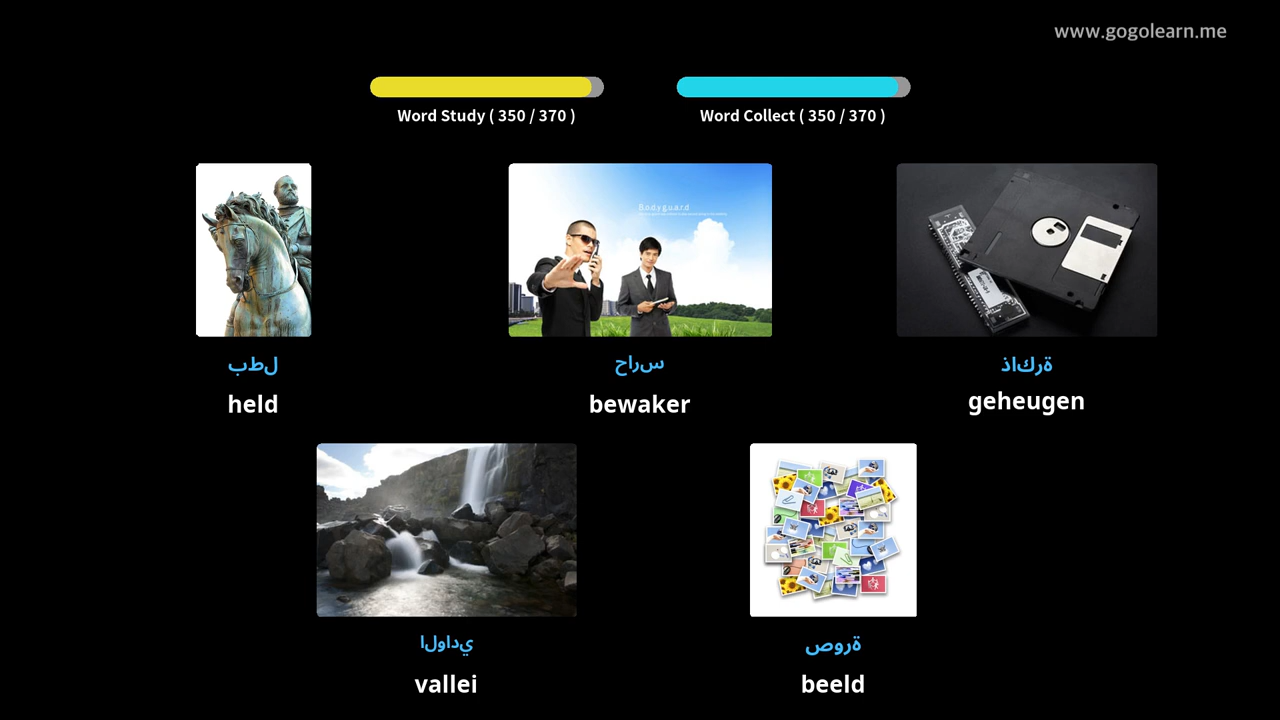 www.gogolearn.me
Word Study ( 350 / 370 )
Word Collect ( 350 / 370 )
Bodyguard
لطب
held
سراح
bewaker
ةركاذ
geheugen
يداولا
vallei
ةروص
beeld